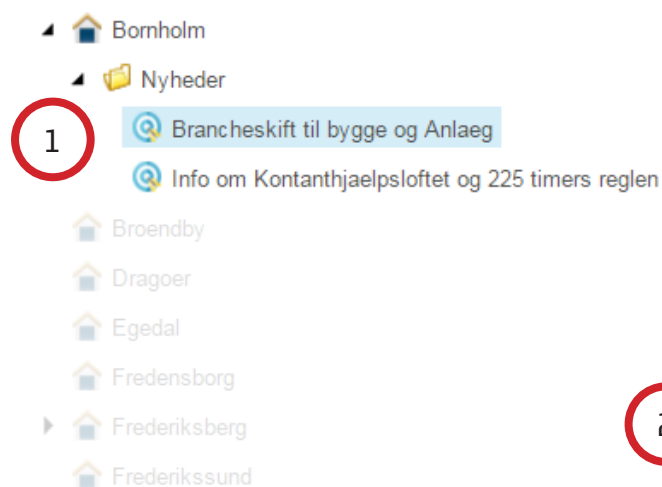 Bornholm
Nyheder
1
Brancheskift til bygge og Anlaeg
Info om Kontanthjaelpsloftet og 225 timers reglen
Broendby
Dragoer
Egedal
Fredensborg
Frederiksberg
Frederikssund